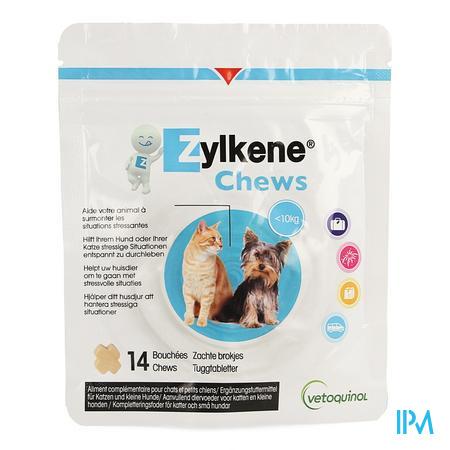 Z
Zylkene®
Chews
<10kg
Aide votre animal à
surmonter les
situations stressantes
Hilft Ihrem Hund oder Ihrer
Katze stressige Situationen
entspannt zu durchleben
Helpt uw huisdier
om te gaan met
stressvolle situaties
Hjälper ditt husdjur att
hantera stressiga
situationer
14 Bouchées Zachte brokjes
Chews Tuggtabletter
Aliment complémentaire pour chats et petits chiens/ Ergänzungsfuttermittel
für Katzen und kleine Hunde/ Aanvullend diervoeder voor katten en kleine
honden / Kompletteringsfoder för katter och små hundar
vetoquinol
IPM